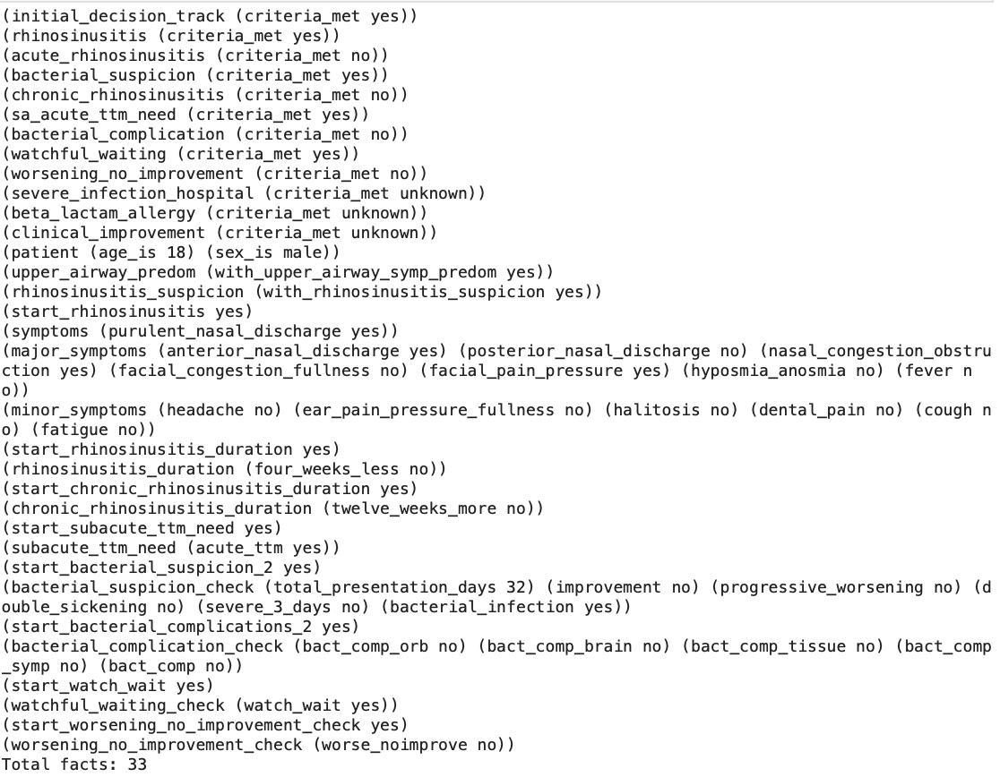 (initial_decision_track (criteria_met yes))
(rhinosinusitis (criteria_met yes))
(acute_rhinosinusitis (criteria_met no))
(bacterial_suspicion (criteria_met yes))
(chronic_rhinosinusitis (criteria_met no))
(sa_acute_ttm_need (criteria_met yes))
(bacterial_complication (criteria_met no))
(watchful_waiting (criteria_met yes))
(worsening_no_improvement (criteria_met no))
(severe_infection_hospital (criteria_met unknown))
(beta_lactam_allergy (criteria_met unknown))
(clinical_improvement (criteria_met unknown))
(patient (age_is 18) (sex_is male))
(upper_airway_predom (with_upper_airway_symp_predom yes))
(rhinosinusitis_suspicion (with_rhinosinusitis_suspicion yes))
(start_rhinosinusitis yes)
(symptoms (purulent_nasal_discharge yes))
(major_symptoms (anterior_nasal_discharge yes) (posterior_nasal_discharge no) (nasal_congestion_obstru
ction yes) (facial_congestion_fullness no) (facial_pain_pressure yes) (hyposmia_anosmia no) (fever n
o))
(minor_symptoms (headache no) (ear_pain_pressure_fullness no) (halitosis no) (dental_pain no) (cough n
o) (fatigue no))
(start_rhinosinusitis_duration yes)
(rhinosinusitis_duration (four_weeks_less no))
(start_chronic_rhinosinusitis_duration yes)
(chronic_rhinosinusitis_duration (twelve_weeks_more no))
(start_subacute_ttm_need yes)
(subacute_ttm_need (acute_ttm yes))
(start_bacterial_suspicion_2 yes)
(bacterial_suspicion_check (total_presentation_days 32) (improvement no) (progressive_worsening no) (d
ouble_sickening no) (severe_3_days no) (bacterial_infection yes))
(start_bacterial_complications_2 yes)
(bacterial_complication_check (bact_comp_orb no) (bact_comp_brain no) (bact_comp_tissue no) (bact_comp
_symp no) (bact_comp no))
(start_watch_wait yes)
(watchful_waiting_check (watch_wait yes))
(start_worsening_no_improvement_check yes)
(worsening_no_improvement_check (worse_noimprove no))
Total facts: 33